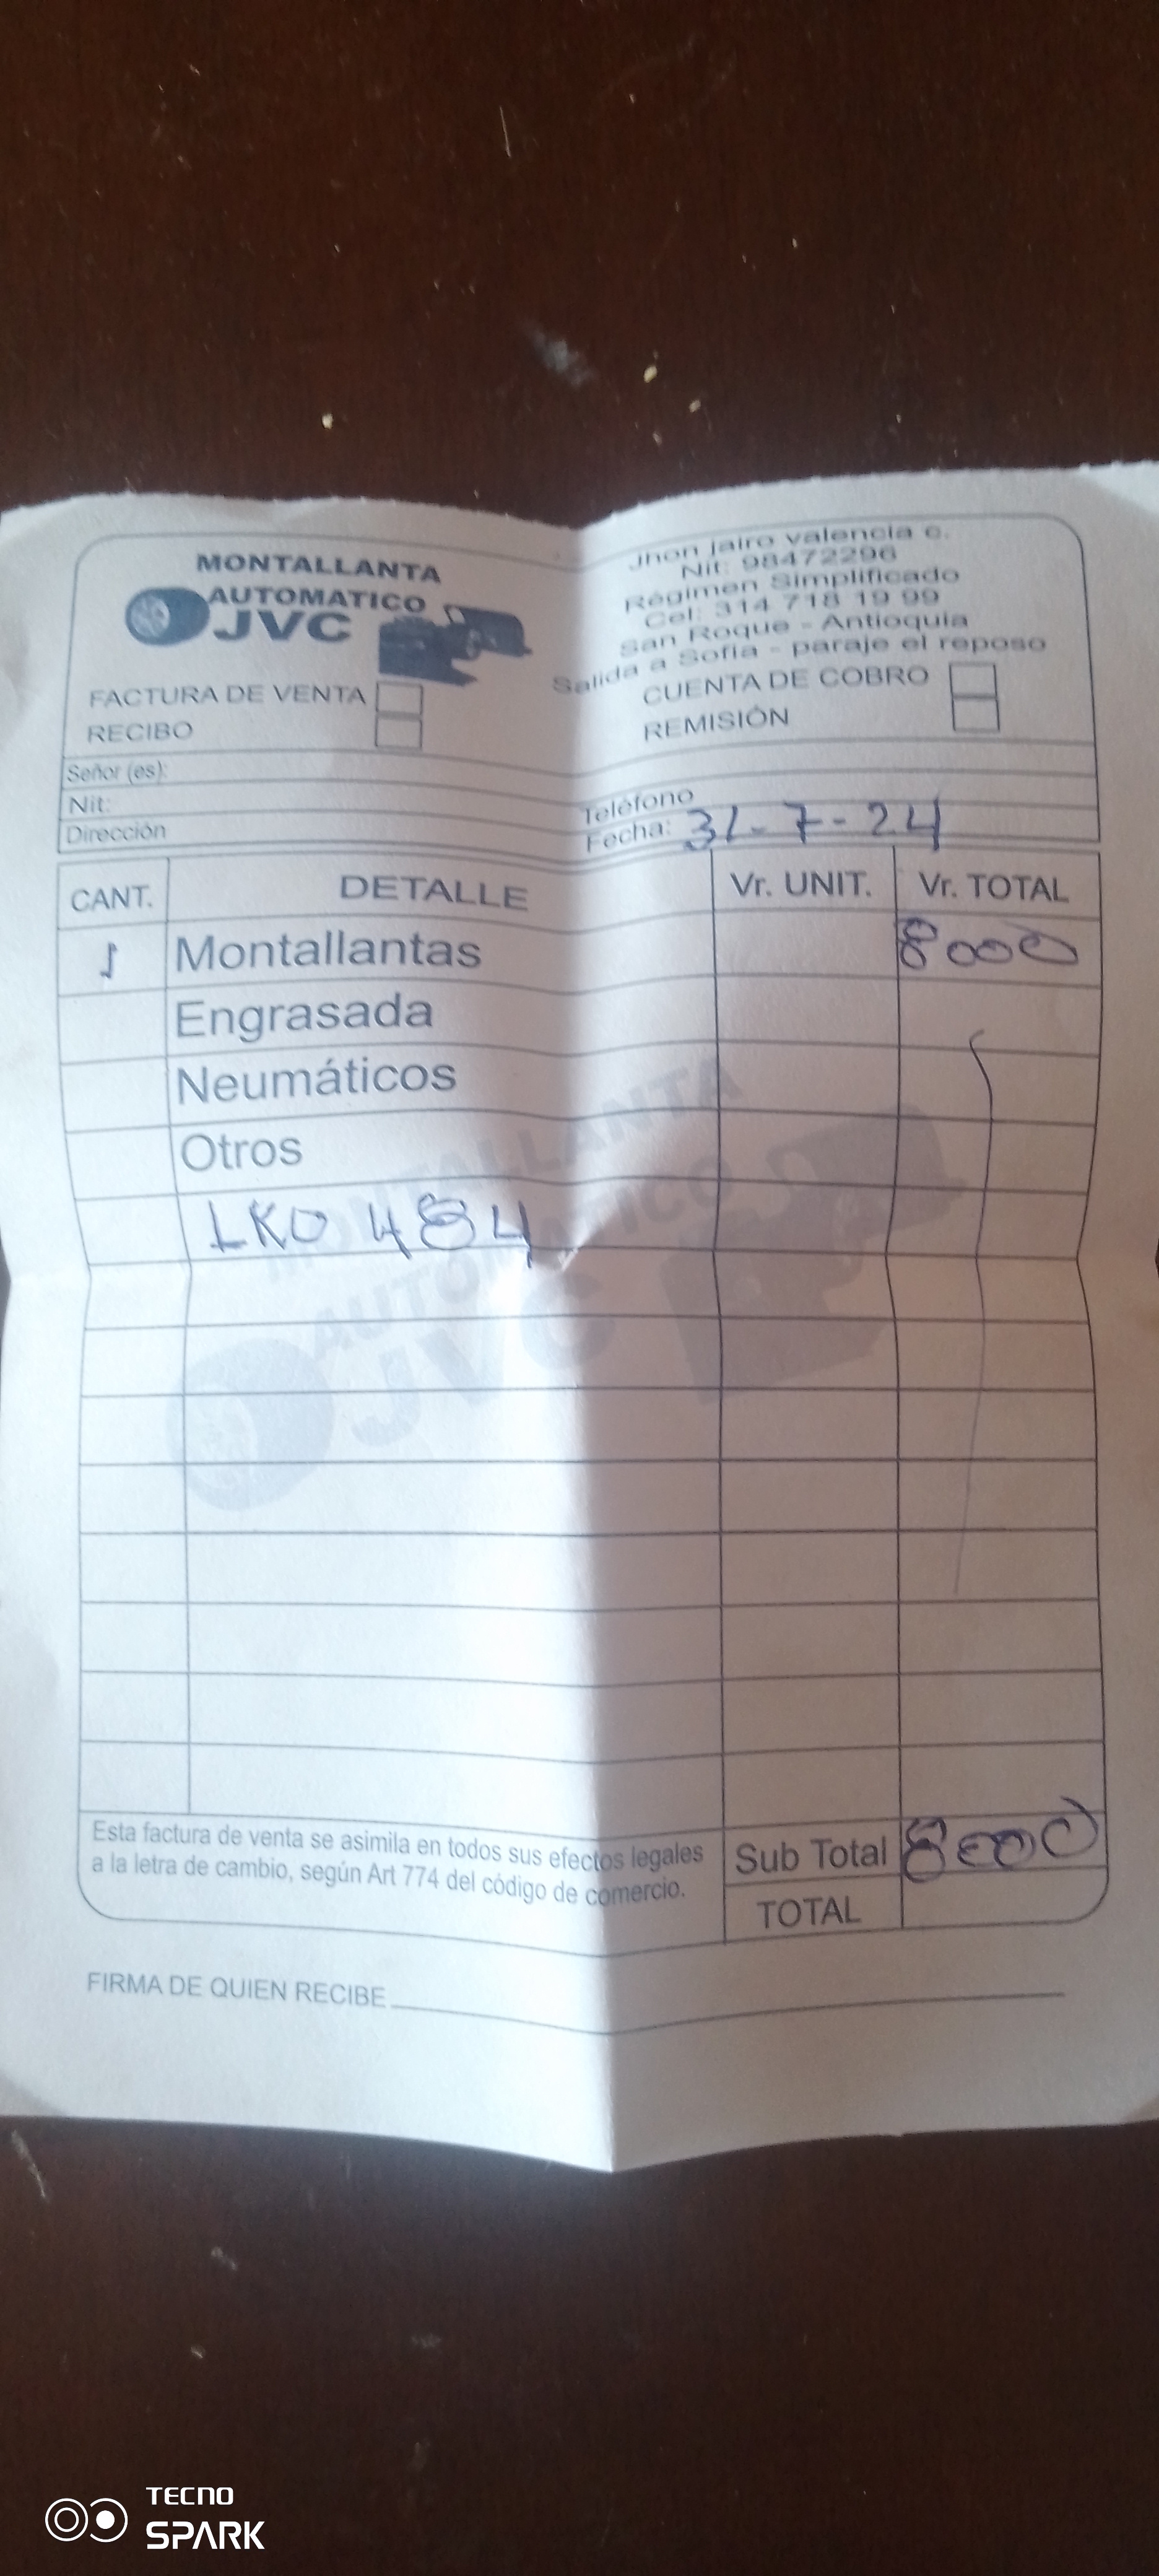 MONTALLANTA
AUTOMATICO
JVC
Jhon jairo valencia c.
Nit: 98472296
Régimen Simplificado
Cel: 314 718 19 99
San Roque - Antioquia
Salida a Sofia - paraje el reposo
FACTURA DE VENTA
RECIBO
CUENTA DE COBRO
REMISIÓN
Señor (es):
Nit:
Teléfono
Dirección
Fecha: 31-7-24
CANT. DETALLE Vr. UNIT. Vr. TOTAL
1 Montallantas 8000
Engrasada
Neumáticos
Otros
LKO 484
MONTALLANTA
AUTOMATICO
JVC
Esta factura de venta se asimila en todos sus efectos legales
a la letra de cambio, según Art 774 del código de comercio.
Sub Total 8000
TOTAL
FIRMA DE QUIEN RECIBE
TECNO
SPARK